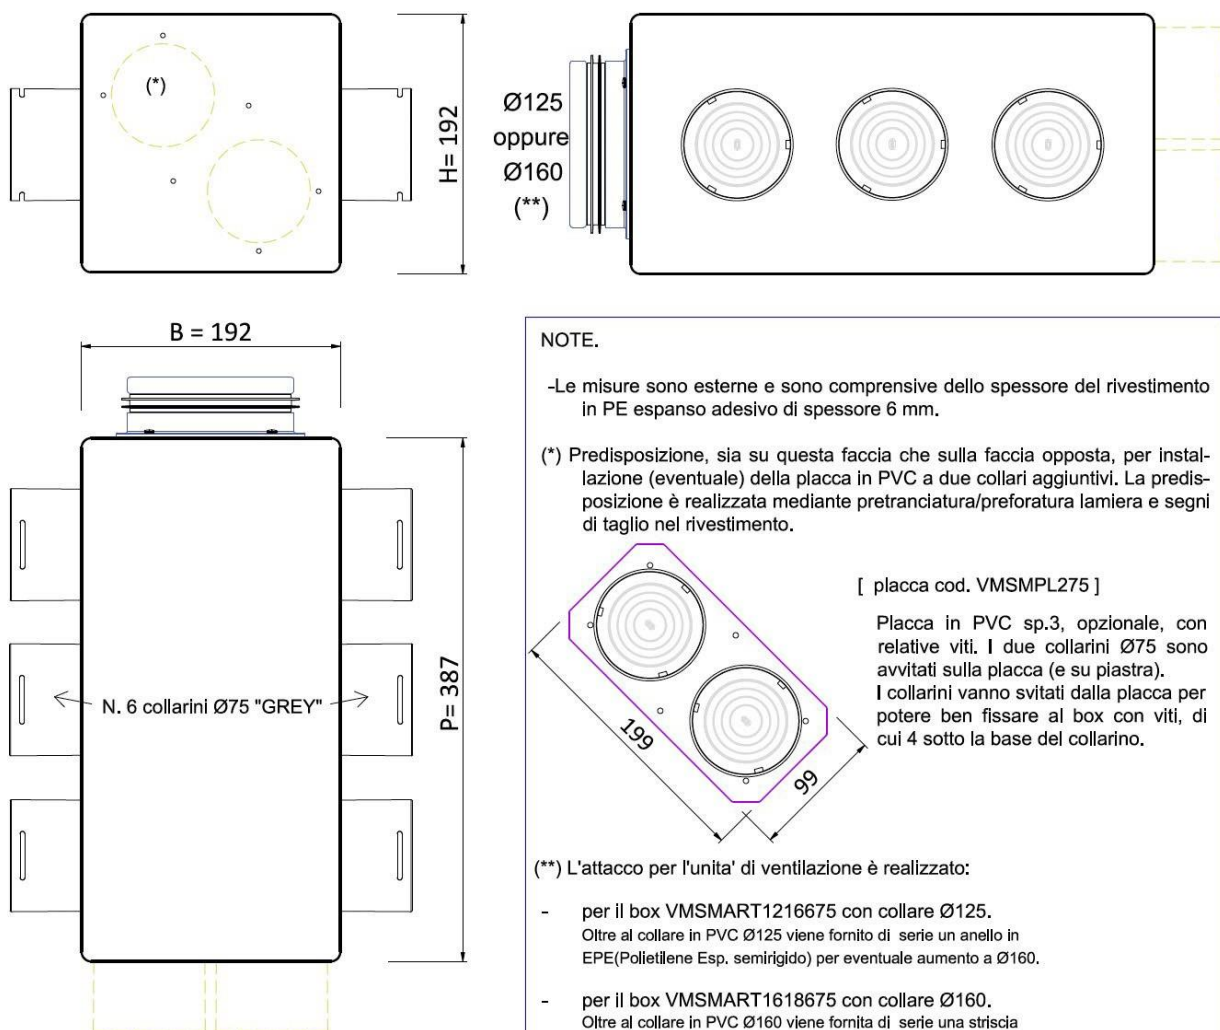 (*)
H= 192
Ø125
oppure
Ø160
(**)
B = 192
N. 6 collarini Ø75 "GREY"
P= 387
NOTE.
-Le misure sono esterne e sono comprensive dello spessore del rivestimento
in PE espanso adesivo di spessore 6 mm.
(*) Predisposizione, sia su questa faccia che sulla faccia opposta, per instal-
lazione (eventuale) della placca in PVC a due collari aggiuntivi. La predis-
posizione è realizzata mediante pretranciatura/preforatura lamiera e segni
di taglio nel rivestimento.
[ placca cod. VMSMPL275 ]
Placca in PVC sp.3, opzionale, con
relative viti. I due collarini Ø75 sono
avvitati sulla placca (e su piastra).
I collarini vanno svitati dalla placca per
potere ben fissare al box con viti, di
cui 4 sotto la base del collarino.
199
99
(**) L'attacco per l'unita' di ventilazione è realizzato:
- per il box VMSMART1216675 con collare Ø125.
Oltre al collare in PVC Ø125 viene fornito di serie un anello in
EPE(Polietilene Esp. semirigido) per eventuale aumento a Ø160.
- per il box VMSMART1618675 con collare Ø160.
Oltre al collare in PVC Ø160 viene fornita di serie una striscia